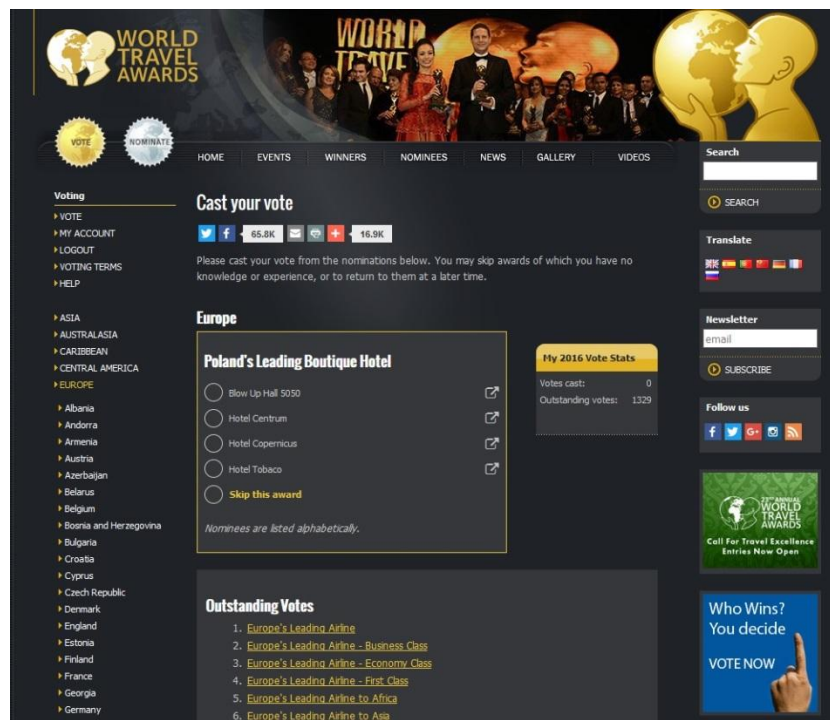 WORLD
TRAVEL
AWARDS
WORLD
TRAVEL
VOTE
NOMINATE
HOME EVENTS WINNERS NOMINEES NEWS GALLERY VIDEOS
Voting
VOTE
MY ACCOUNT
LOGOUT
VOTING TERMS
HELP
ASIA
AUSTRALASIA
CARIBBEAN
CENTRAL AMERICA
EUROPE
Albania
Andorra
Armenia
Austria
Azerbaijan
Belarus
Belgium
Bosnia and Herzegovina
Bulgaria
Croatia
Cyprus
Czech Republic
Denmark
England
Estonia
Finland
France
Georgia
Germany
Cast your vote
65.8K 16.9K
Please cast your vote from the nominations below. You may skip awards of which you have no
knowledge or experience, or to return to them at a later time.
Europe
Poland's Leading Boutique Hotel
Blow Up Hall 5050
Hotel Centrum
Hotel Copernicus
Hotel Tobaco
Skip this award
Nominees are listed alphabetically.
My 2016 Vote Stats
Votes cast: 0
Outstanding votes: 1329
Outstanding Votes
1. Europe's Leading Airline
2. Europe's Leading Airline - Business Class
3. Europe's Leading Airline - Economy Class
4. Europe's Leading Airline - First Class
5. Europe's Leading Airline to Africa
6. Europe's Leading Airline to Asia
Search
SEARCH
Translate
Newsletter
email
SUBSCRIBE
Follow us
23RD ANNUAL
WORLD
TRAVEL
AWARDS
Call For Travel Excellence
Entries Now Open
Who Wins?
You decide
VOTE NOW